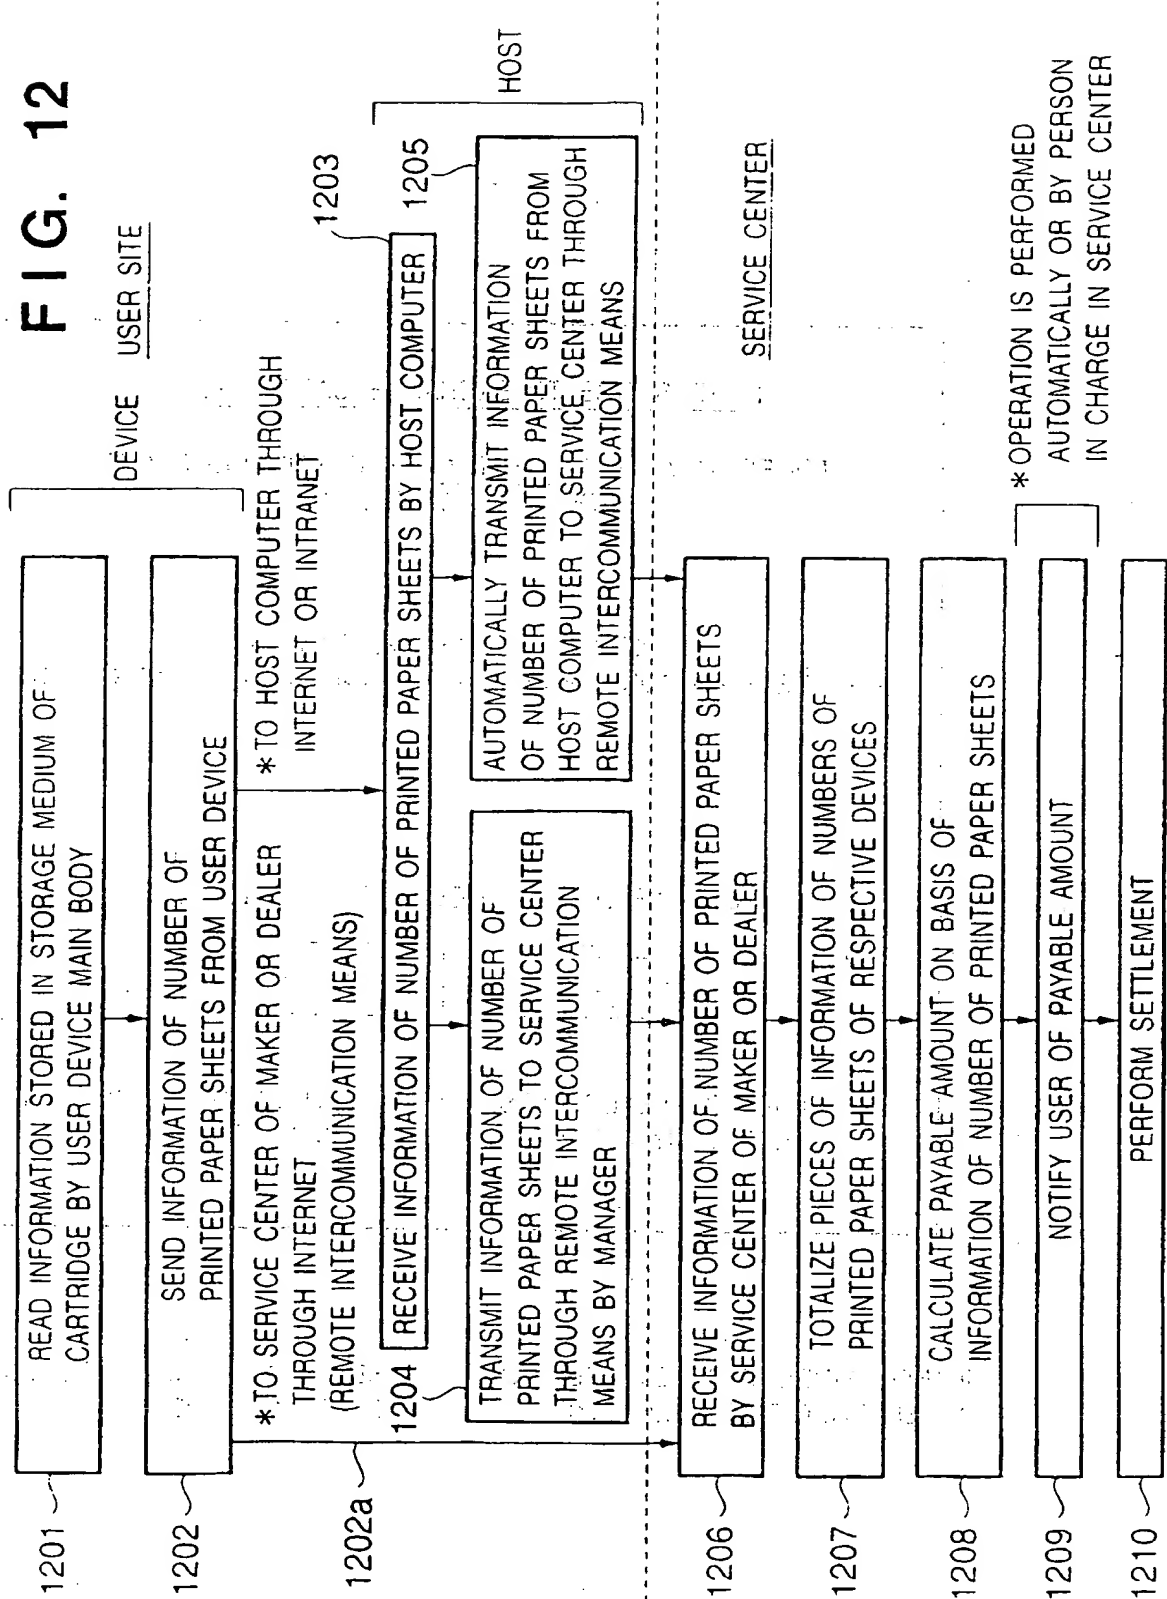 FIG. 12
DEVICE
USER SITE
1201
READ INFORMATION STORED IN STORAGE MEDIUM OF
CARTRIDGE BY USER DEVICE MAIN BODY
1202
SEND INFORMATION OF NUMBER OF
PRINTED PAPER SHEETS FROM USER DEVICE
1202a
*TO SERVICE CENTER OF MAKER OR DEALER
THROUGH INTERNET
(REMOTE INTERCOMMUNICATION MEANS)
*TO HOST COMPUTER THROUGH
INTERNET OR INTRANET
1203
RECEIVE INFORMATION OF NUMBER OF PRINTED PAPER SHEETS BY HOST COMPUTER
1204
TRANSMIT INFORMATION OF NUMBER OF
PRINTED PAPER SHEETS TO SERVICE CENTER
THROUGH REMOTE INTERCOMMUNICATION
MEANS BY MANAGER
1205
AUTOMATICALLY TRANSMIT INFORMATION
OF NUMBER OF PRINTED PAPER SHEETS FROM
HOST COMPUTER TO SERVICE CENTER THROUGH
REMOTE INTERCOMMUNICATION MEANS
HOST
SERVICE CENTER
1206
RECEIVE INFORMATION OF NUMBER OF PRINTED PAPER SHEETS
BY SERVICE CENTER OF MAKER OR DEALER
1207
TOTALIZE PIECES OF INFORMATION OF NUMBERS OF
PRINTED PAPER SHEETS OF RESPECTIVE DEVICES
1208
CALCULATE PAYABLE AMOUNT ON BASIS OF
INFORMATION OF NUMBER OF PRINTED PAPER SHEETS
1209
NOTIFY USER OF PAYABLE AMOUNT
*OPERATION IS PERFORMED
AUTOMATICALLY OR BY PERSON
IN CHARGE IN SERVICE CENTER
1210
PERFORM SETTLEMENT